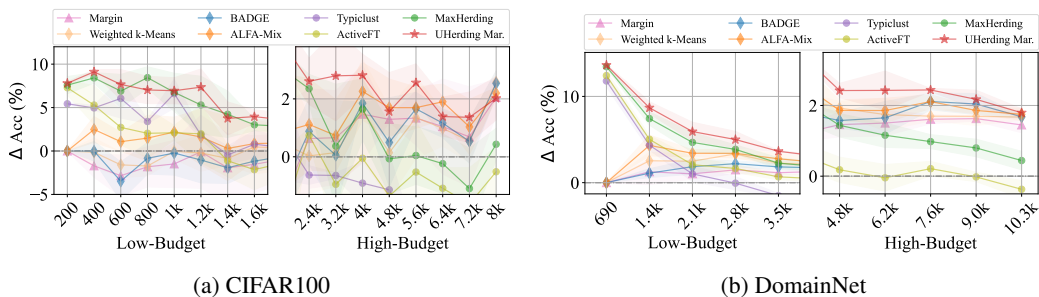 Margin BADGE Typiclust MaxHerding
Weighted k-Means ALFA-Mix ActiveFT UHerding Mar.
Δ Acc (%)
10
5
0
−5
200 400 600 800 1k 1.2k 1.4k 1.6k
Low-Budget
2
0
2.4k 3.2k 4k 4.8k 5.6k 6.4k 7.2k 8k
High-Budget
(a) CIFAR100
Margin BADGE Typiclust MaxHerding
Weighted k-Means ALFA-Mix ActiveFT UHerding Mar.
Δ Acc (%)
10
0
690 1.4k 2.1k 2.8k 3.5k
Low-Budget
2
0
4.8k 6.2k 7.6k 9.0k 10.3k
High-Budget
(b) DomainNet